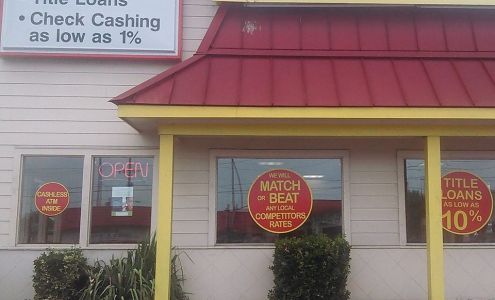 Title Loans
• Check Cashing
as low as 1%
OPEN
CASHLESS
ATM
INSIDE
WE WILL
MATCH
OR BEAT
ANY LOCAL
COMPETITORS
RATES
TITLE
LOANS
AS LOW AS
10%